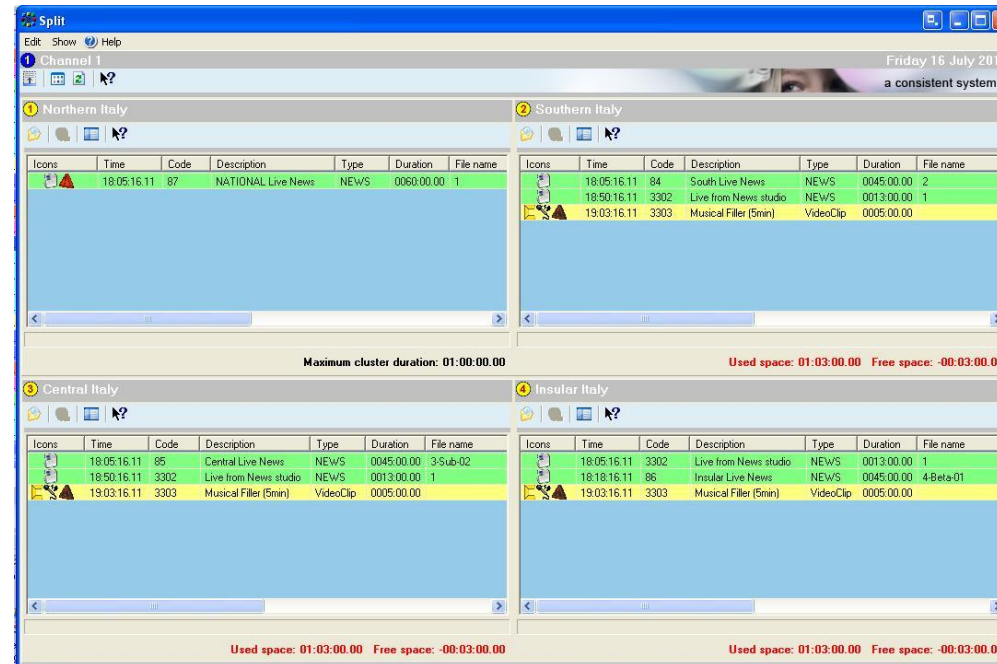 Split
Edit Show Help
1 Channel 1 Friday 16 July 201
a consistent system
1 Northern Italy
Icons Time Code Description Type Duration File name
18:05:16.11 87 NATIONAL Live News NEWS 0060:00.00 1
Maximum cluster duration: 01:00:00.00
2 Southern Italy
Icons Time Code Description Type Duration File name
18:05:16.11 84 South Live News NEWS 0045:00.00 2
18:50:16.11 3302 Live from News studio NEWS 0013:00.00 1
19:03:16.11 3303 Musical Filler (5min) VideoClip 0005:00.00
Used space: 01:03:00.00 Free space: -00:03:00.0
3 Central Italy
Icons Time Code Description Type Duration File name
18:05:16.11 85 Central Live News NEWS 0045:00.00 3-Sub-02
18:50:16.11 3302 Live from News studio NEWS 0013:00.00 1
19:03:16.11 3303 Musical Filler (5min) VideoClip 0005:00.00
Used space: 01:03:00.00 Free space: -00:03:00.00
4 Insular Italy
Icons Time Code Description Type Duration File name
18:05:16.11 3302 Live from News studio NEWS 0013:00.00 1
18:18:16.11 86 Insular Live News NEWS 0045:00.00 4-Beta-01
19:03:16.11 3303 Musical Filler (5min) VideoClip 0005:00.00
Used space: 01:03:00.00 Free space: -00:03:00.0